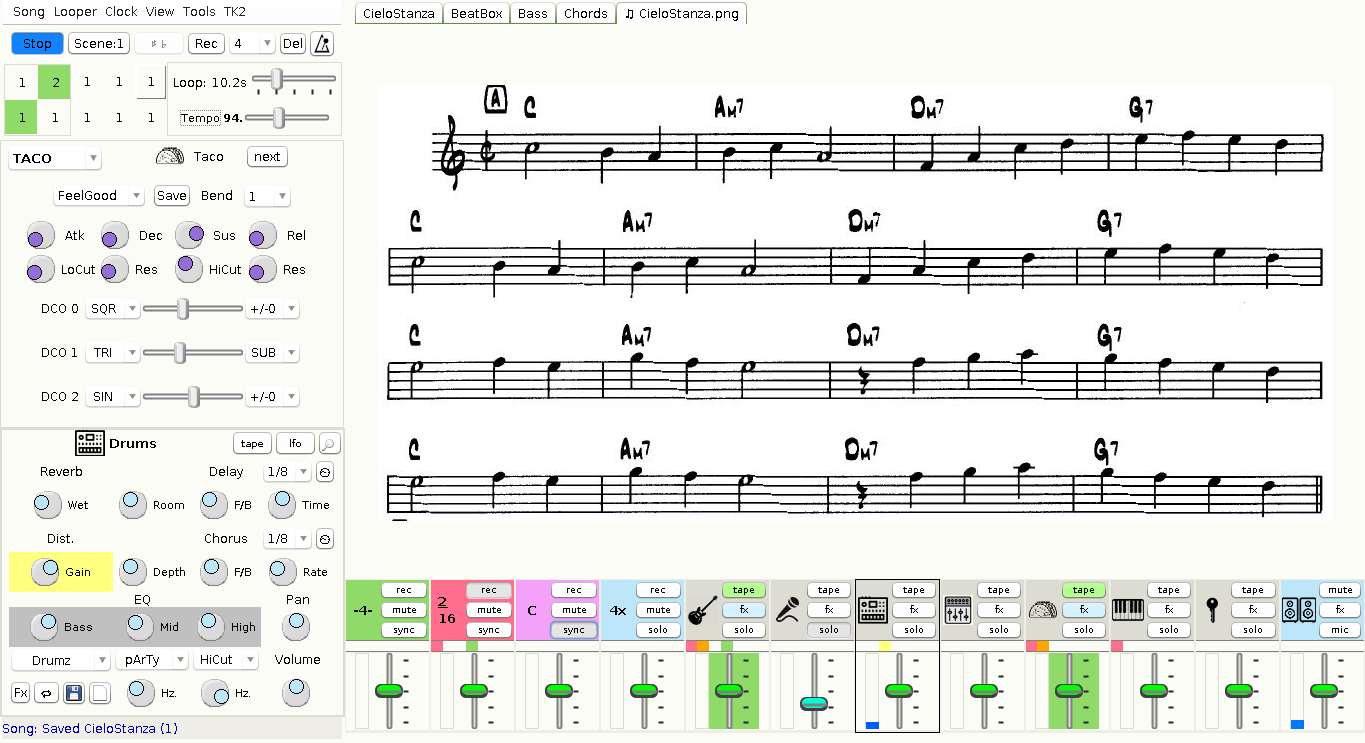 Song Looper Clock View Tools TK2
CieloStanza BeatBox Bass Chords ♫ CieloStanza.png
Stop Scene:1 ♯ ♭ Rec 4 Del
1 2 1 1 1 Loop: 10.2s
1 1 1 1 1 Tempo 94.
TACO Taco next
FeelGood Save Bend 1
Atk Dec Sus Rel
LoCut Res HiCut Res
DCO 0 SQR +/-0
DCO 1 TRI SUB
DCO 2 SIN +/-0
Drums tape lfo
Reverb Delay 1/8
Wet Room F/B Time
Dist. Chorus 1/8
Gain Depth F/B Rate
EQ Pan
Bass Mid High
Drumz pArTy HiCut Volume
Fx Hz. Hz.
Song: Saved CieloStanza (1)
A C AM7 DM7 G7
C AM7 DM7 G7
C AM7 DM7 G7
C AM7 DM7 G7
rec rec rec rec tape tape tape tape tape tape tape mute
-4- mute 2 16 mute C mute 4x mute fx fx fx fx fx fx fx fx
sync sync sync solo solo solo solo solo solo solo solo mic